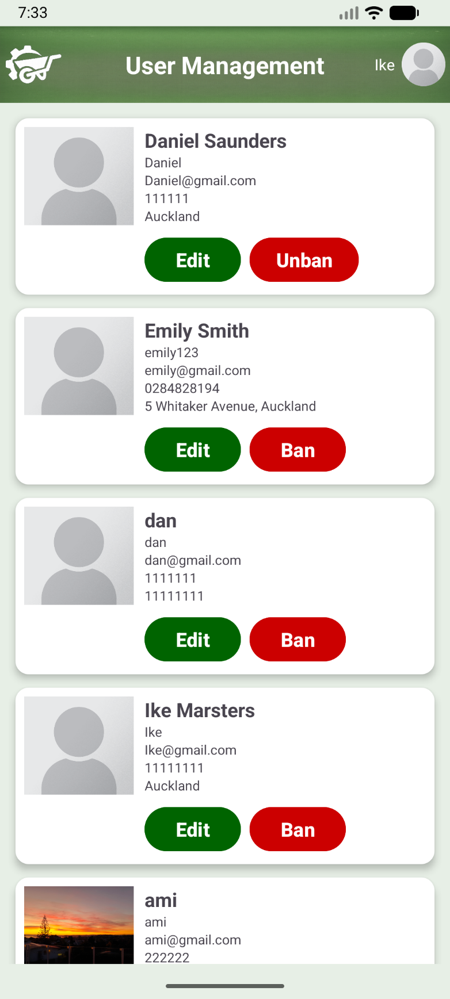 7:33
User Management
Ike
Daniel Saunders
Daniel
Daniel@gmail.com
111111
Auckland
Edit Unban
Emily Smith
emily123
emily@gmail.com
0284828194
5 Whitaker Avenue, Auckland
Edit Ban
dan
dan
dan@gmail.com
1111111
11111111
Edit Ban
Ike Marsters
Ike
Ike@gmail.com
11111111
Auckland
Edit Ban
ami
ami
ami@gmail.com
222222